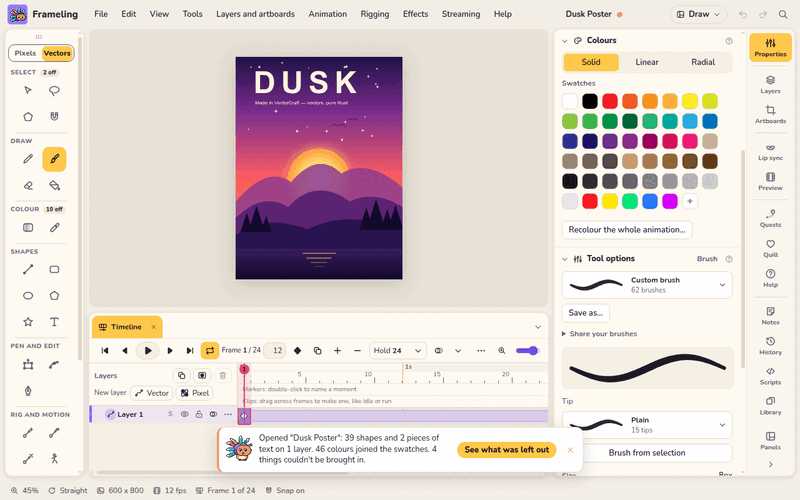 Frameling
File Edit View Tools Layers and artboards Animation Rigging Effects Streaming Help
Dusk Poster
Draw
Pixels Vectors
SELECT 2 off
DRAW
COLOUR 10 off
SHAPES
PEN AND EDIT
RIG AND MOTION
DUSK
Made in VectorCraft — vectors, pure Rust
Timeline
Frame 1 / 24 12 Hold 24
Layers
New layer Vector Pixel
1 5 10 1s 15 20
Markers: double-click to name a moment
Clips: drag across frames to make one, like idle or run
Layer 1 S
Opened "Dusk Poster": 39 shapes and 2 pieces of
text on 1 layer. 46 colours joined the swatches. 4
things couldn't be brought in.
See what was left out
Colours
Solid Linear Radial
Swatches
Recolour the whole animation...
Tool options Brush
Custom brush
62 brushes
Save as...
Share your brushes
Tip
Plain
15 tips
Brush from selection
Properties
Layers
Artboards
Lip sync
Preview
Quests
Quill
Help
Notes
History
Scripts
Library
Panels
45% Straight 600 x 800 12 fps Frame 1 of 24 Snap on